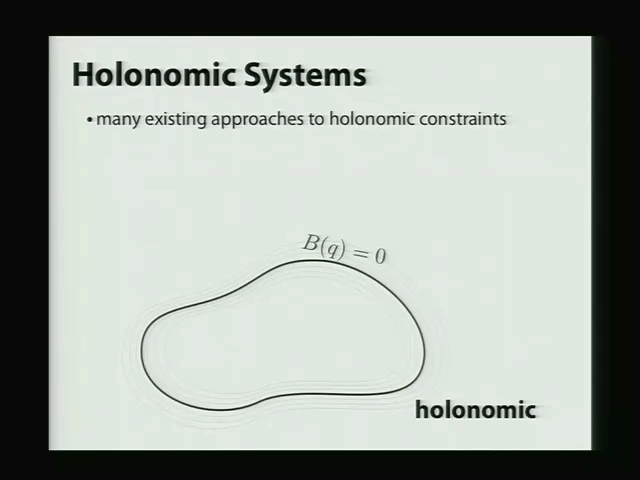 Holonomic Systems
• many existing approaches to holonomic constraints
B(q) = 0
holonomic